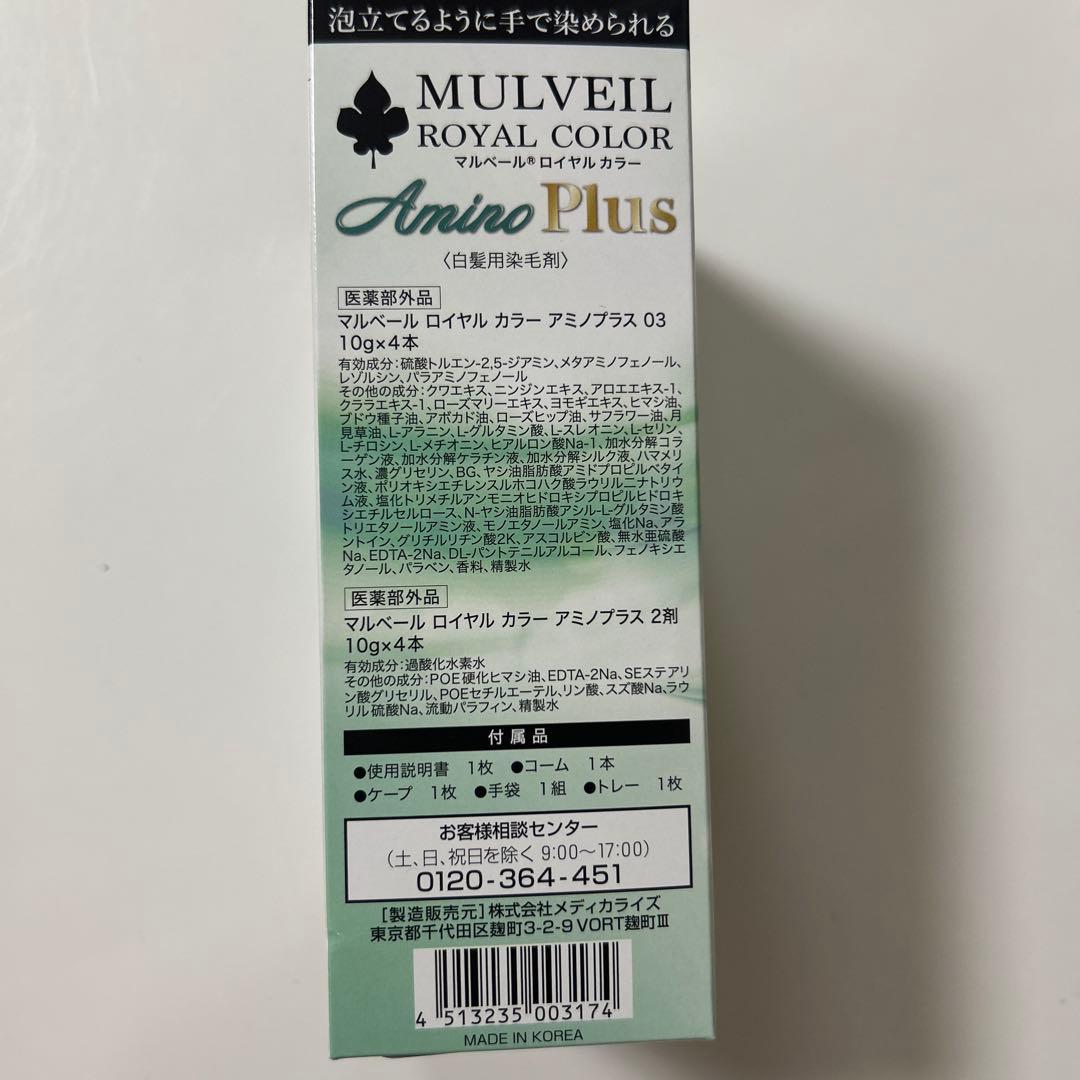 泡立てるように手で染められる
MULVEIL
ROYAL COLOR
マルベール® ロイヤル カラー
Amino Plus
〈白髪用染毛剤〉
医薬部外品
マルベール ロイヤル カラー アミノプラス 03
10g×4本
有効成分:硫酸トルエン-2,5-ジアミン、メタアミノフェノール、
レゾルシン、パラアミノフェノール
その他の成分:クワエキス、ニンジンエキス、アロエエキス-1、
クララエキス-1、ローズマリーエキス、ヨモギエキス、ヒマシ油、
ブドウ種子油、アボカド油、ローズヒップ油、サフラワー油、月
見草油、L-アラニン、L-グルタミン酸、L-スレオニン、L-セリン、
L-チロシン、L-メチオニン、ヒアルロン酸Na-1、加水分解コラ
ーゲン液、加水分解ケラチン液、加水分解シルク液、ハマメリ
ス水、濃グリセリン、BG、ヤシ油脂肪酸アミドプロピルベタイ
ン液、ポリオキシエチレンスルホコハク酸ラウリル二ナトリウ
ム液、塩化トリメチルアンモニオヒドロキシプロピルヒドロキ
シエチルセルロース、N-ヤシ油脂肪酸アシル-L-グルタミン酸
トリエタノールアミン液、モノエタノールアミン、塩化Na、アラ
ントイン、グリチルリチン酸2K、アスコルビン酸、無水亜硫酸
Na、EDTA-2Na、DL-パントテニルアルコール、フェノキシエ
タノール、パラベン、香料、精製水
医薬部外品
マルベール ロイヤル カラー アミノプラス 2剤
10g×4本
有効成分:過酸化水素水
その他の成分:POE硬化ヒマシ油、EDTA-2Na、SEステアリ
ン酸グリセリル、POEセチルエーテル、リン酸、スズ酸Na、ラウ
リル硫酸Na、流動パラフィン、精製水
付属品
●使用説明書 1枚 ●コーム 1本
●ケープ 1枚 ●手袋 1組 ●トレー 1枚
お客様相談センター
(土、日、祝日を除く 9:00〜17:00)
0120-364-451
[製造販売元]株式会社メディカライズ
東京都千代田区麹町3-2-9 VORT麹町Ⅲ
4 513235 003174
MADE IN KOREA